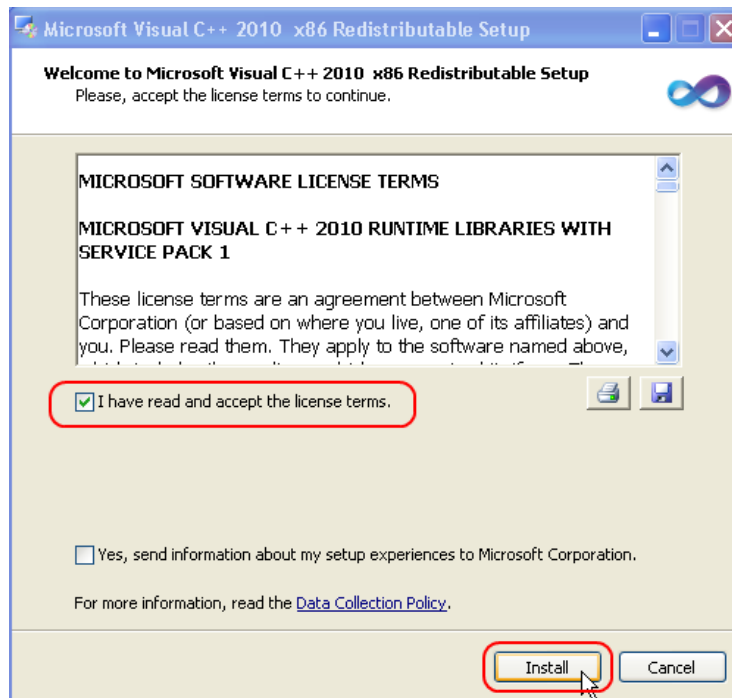 Microsoft Visual C++ 2010 x86 Redistributable Setup
Welcome to Microsoft Visual C++ 2010 x86 Redistributable Setup
Please, accept the license terms to continue.
MICROSOFT SOFTWARE LICENSE TERMS
MICROSOFT VISUAL C++ 2010 RUNTIME LIBRARIES WITH
SERVICE PACK 1
These license terms are an agreement between Microsoft
Corporation (or based on where you live, one of its affiliates) and
you. Please read them. They apply to the software named above,
I have read and accept the license terms.
Yes, send information about my setup experiences to Microsoft Corporation.
For more information, read the Data Collection Policy.
Install
Cancel